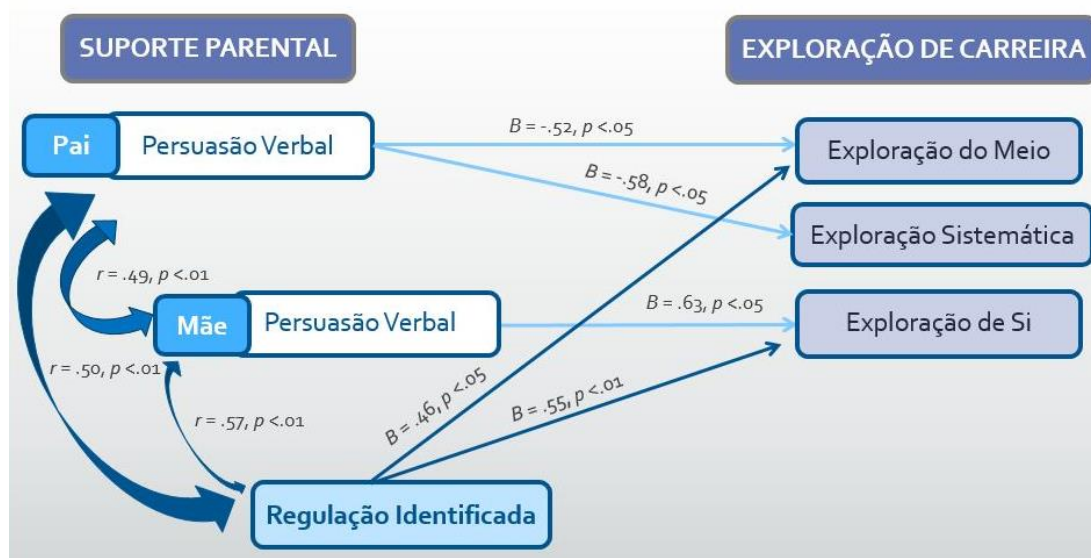 SUPORTE PARENTAL
EXPLORAÇÃO DE CARREIRA
Pai
Persuasão Verbal
B = -.52, p <.05
Exploração do Meio
B = -.58, p <.05
Exploração Sistemática
r = .49, p <.01
Mãe
Persuasão Verbal
B = .63, p <.05
Exploração de Si
r = .50, p <.01
r = .57, p <.01
B = .46, p <.05
B = .55, p <.01
Regulação Identificada